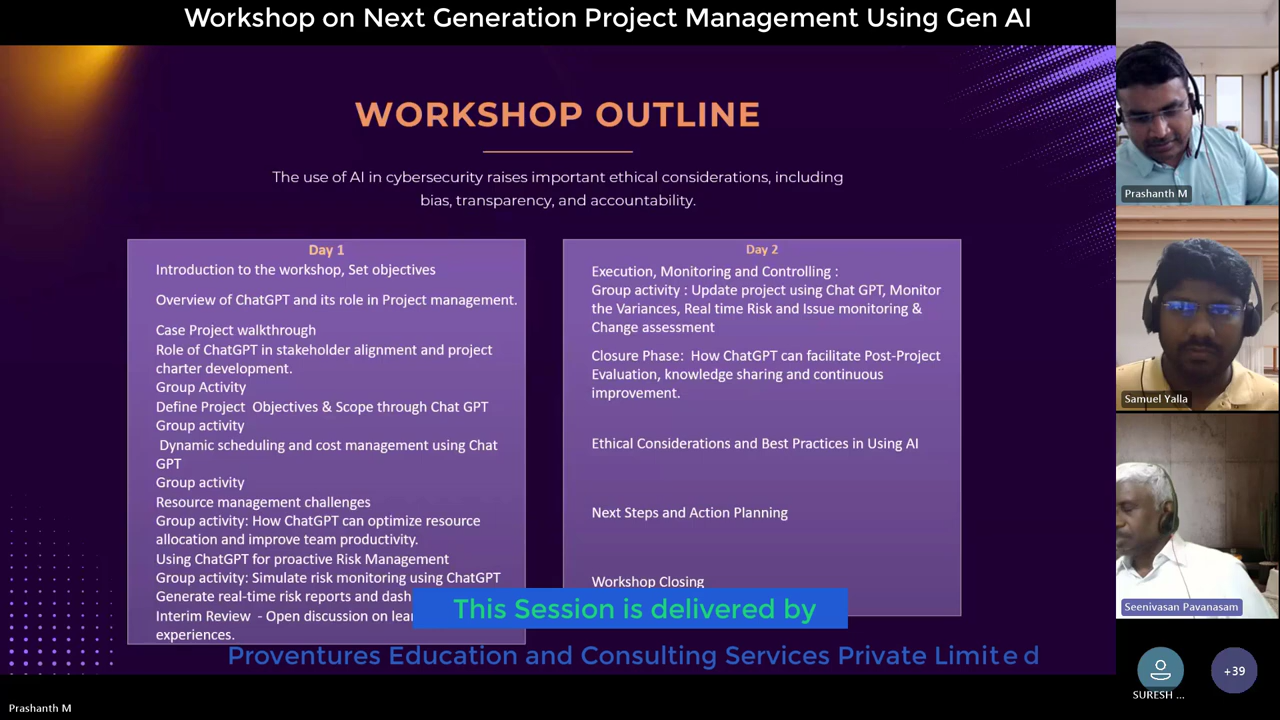 Workshop on Next Generation Project Management Using Gen AI
WORKSHOP OUTLINE
The use of AI in cybersecurity raises important ethical considerations, including
bias, transparency, and accountability.
Day 1
Introduction to the workshop, Set objectives
Overview of ChatGPT and its role in Project management.
Case Project walkthrough
Role of ChatGPT in stakeholder alignment and project
charter development.
Group Activity
Define Project Objectives & Scope through Chat GPT
Group activity
Dynamic scheduling and cost management using Chat
GPT
Group activity
Resource management challenges
Group activity: How ChatGPT can optimize resource
allocation and improve team productivity.
Using ChatGPT for proactive Risk Management
Group activity: Simulate risk monitoring using ChatGPT
Generate real-time risk reports and dash
Interim Review - Open discussion on lear
experiences.
Day 2
Execution, Monitoring and Controlling :
Group activity : Update project using Chat GPT, Monitor
the Variances, Real time Risk and Issue monitoring &
Change assessment
Closure Phase: How ChatGPT can facilitate Post-Project
Evaluation, knowledge sharing and continuous
improvement.
Ethical Considerations and Best Practices in Using AI
Next Steps and Action Planning
Workshop Closing
This Session is delivered by
Proventures Education and Consulting Services Private Limited
Prashanth M
Samuel Yalla
Seenivasan Pavanasam
SURESH ...
+39
Prashanth M